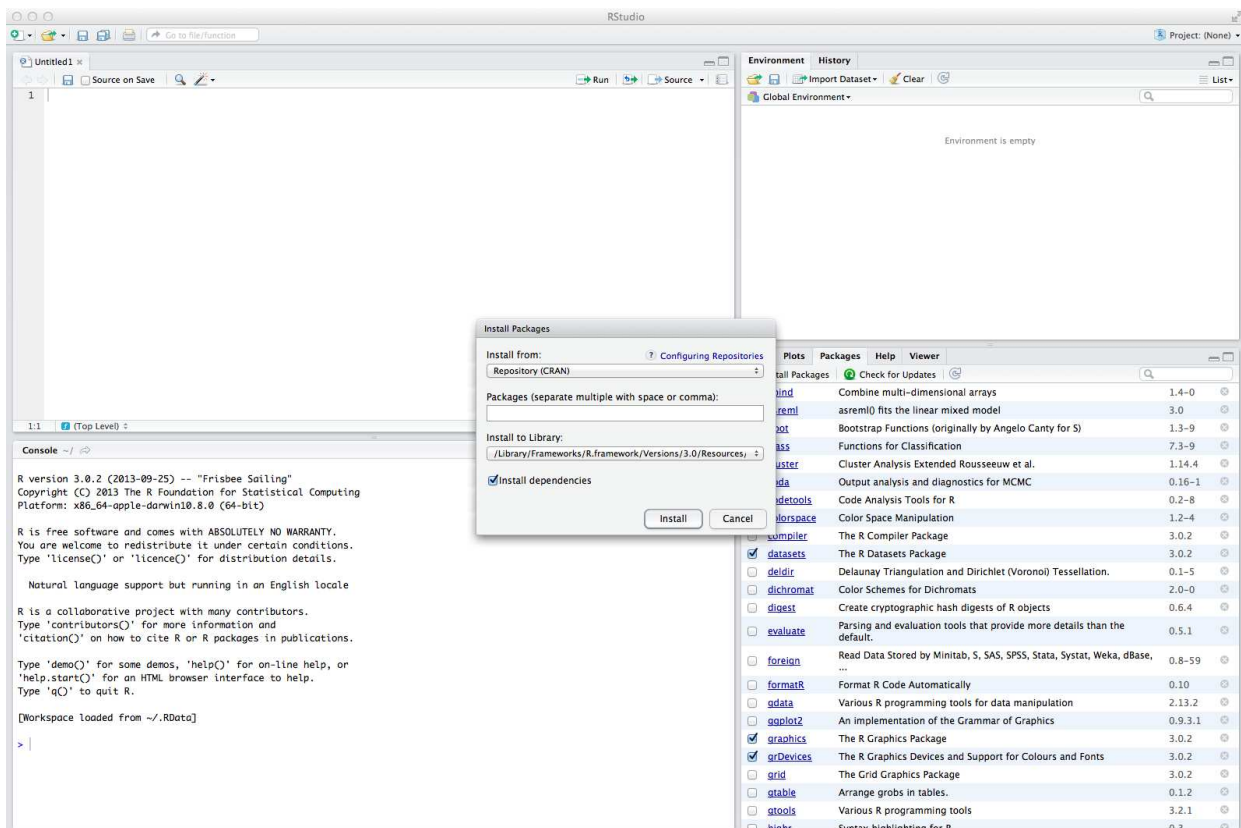 RStudio
Go to file/function
Project: (None)
Untitled1
Source on Save
Run
Source
1
1:1
(Top Level)
Console ~/
R version 3.0.2 (2013-09-25) -- "Frisbee Sailing"
Copyright (C) 2013 The R Foundation for Statistical Computing
Platform: x86_64-apple-darwin10.8.0 (64-bit)
R is free software and comes with ABSOLUTELY NO WARRANTY.
You are welcome to redistribute it under certain conditions.
Type 'license()' or 'licence()' for distribution details.
Natural language support but running in an English locale
R is a collaborative project with many contributors.
Type 'contributors()' for more information and
'citation()' on how to cite R or R packages in publications.
Type 'demo()' for some demos, 'help()' for on-line help, or
'help.start()' for an HTML browser interface to help.
Type 'q()' to quit R.
[Workspace loaded from ~/.RData]
>
Install Packages
Install from:
? Configuring Repositories
Repository (CRAN)
Packages (separate multiple with space or comma):
Install to Library:
/Library/Frameworks/R.framework/Versions/3.0/Resources/
Install dependencies
Install
Cancel
Environment History
Import Dataset
Clear
List
Global Environment
Environment is empty
Plots Packages Help Viewer
tall Packages
Check for Updates
Combine multi-dimensional arrays 1.4-0
asreml() fits the linear mixed model 3.0
Bootstrap Functions (originally by Angelo Canty for S) 1.3-9
Functions for Classification 7.3-9
Cluster Analysis Extended Rousseeuw et al. 1.14.4
Output analysis and diagnostics for MCMC 0.16-1
detools Code Analysis Tools for R 0.2-8
lorspace Color Space Manipulation 1.2-4
compiler The R Compiler Package 3.0.2
datasets The R Datasets Package 3.0.2
deldir Delaunay Triangulation and Dirichlet (Voronoi) Tessellation. 0.1-5
dichromat Color Schemes for Dichromats 2.0-0
digest Create cryptographic hash digests of R objects 0.6.4
evaluate Parsing and evaluation tools that provide more details than the
default. 0.5.1
foreign Read Data Stored by Minitab, S, SAS, SPSS, Stata, Systat, Weka, dBase,
... 0.8-59
formatR Format R Code Automatically 0.10
gdata Various R programming tools for data manipulation 2.13.2
ggplot2 An implementation of the Grammar of Graphics 0.9.3.1
graphics The R Graphics Package 3.0.2
grDevices The R Graphics Devices and Support for Colours and Fonts 3.0.2
grid The Grid Graphics Package 3.0.2
gtable Arrange grobs in tables. 0.1.2
gtools Various R programming tools 3.2.1